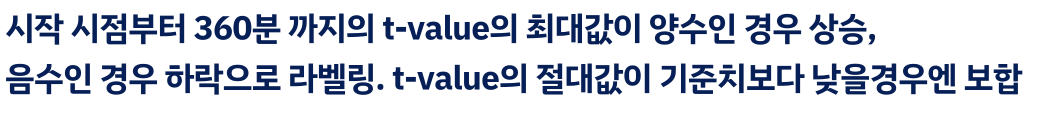 시작 시점부터 360분 까지의 t-value의 최대값이 양수인 경우 상승,
음수인 경우 하락으로 라벨링. t-value의 절대값이 기준치보다 낮을경우엔 보합